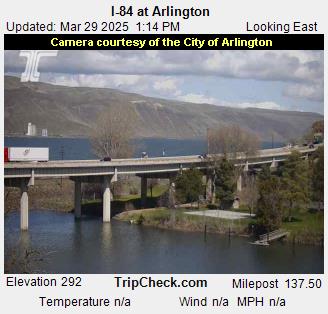 I-84 at Arlington
Updated: Mar 29 2025 1:14 PM Looking East
Camera courtesy of the City of Arlington
Elevation 292 TripCheck.com Milepost 137.50
Temperature n/a Wind n/a MPH n/a